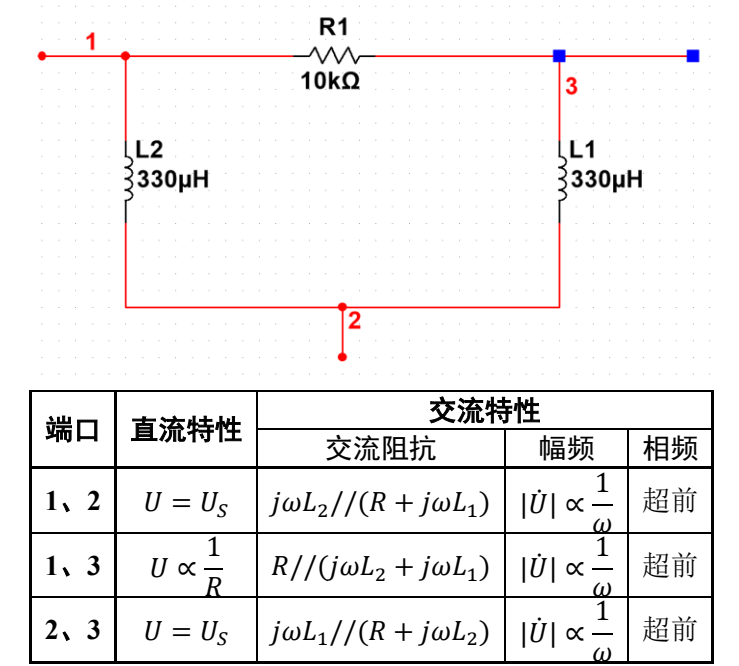 1
R1
10kΩ
3
L2
330μH
L1
330μH
2
端口 直流特性 交流特性
交流阻抗 幅频 相频
1、2 U = U_S jωL₂//(R + jωL₁) |U̇| ∝ 1/ω 超前
1、3 U ∝ 1/R R//(jωL₂ + jωL₁) |U̇| ∝ 1/ω 超前
2、3 U = U_S jωL₁//(R + jωL₂) |U̇| ∝ 1/ω 超前